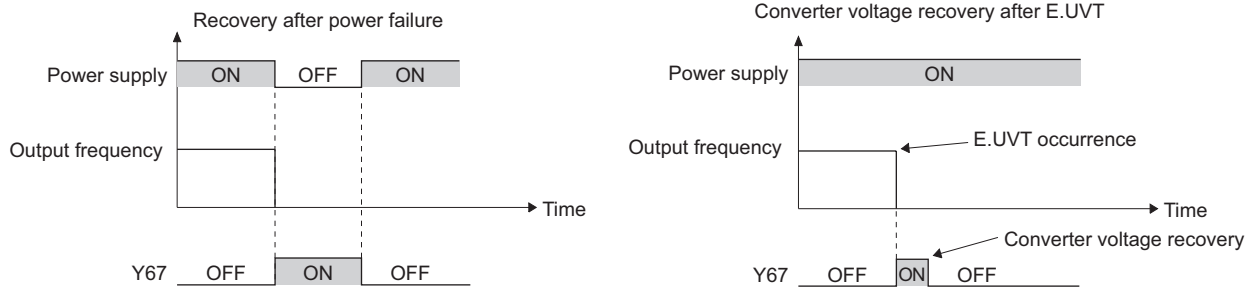 Recovery after power failure
Power supply ON OFF ON
Output frequency
Time
Y67 OFF ON OFF
Converter voltage recovery after E.UVT
Power supply ON
Output frequency
E.UVT occurrence
Time
Converter voltage recovery
Y67 OFF ON OFF